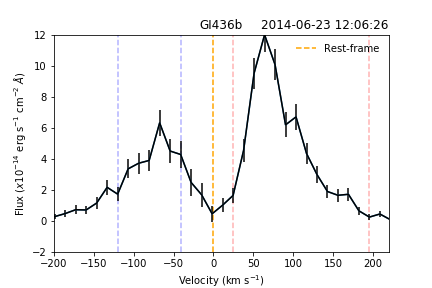 GI436b 2014-06-23 12:06:26
Rest-frame
12
10
8
6
4
2
0
−2
Flux (x10⁻¹⁴ erg s⁻¹ cm⁻² Å)
−200 −150 −100 −50 0 50 100 150 200
Velocity (km s⁻¹)